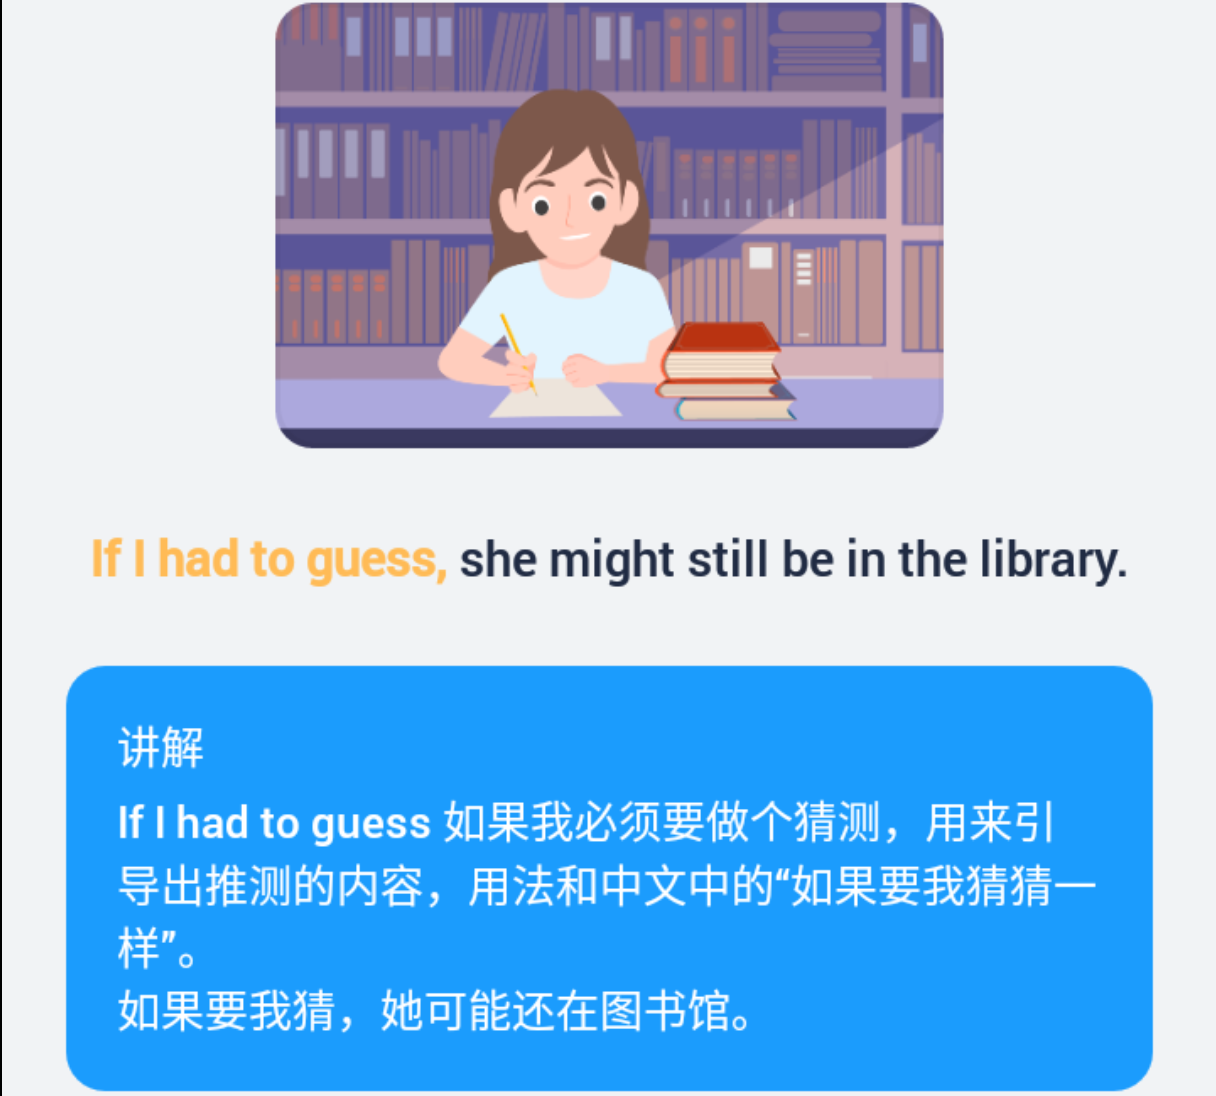 If I had to guess, she might still be in the library.
讲解
If I had to guess 如果我必须要做个猜测，用来引
导出推测的内容，用法和中文中的“如果要我猜猜一
样”。
如果要我猜，她可能还在图书馆。